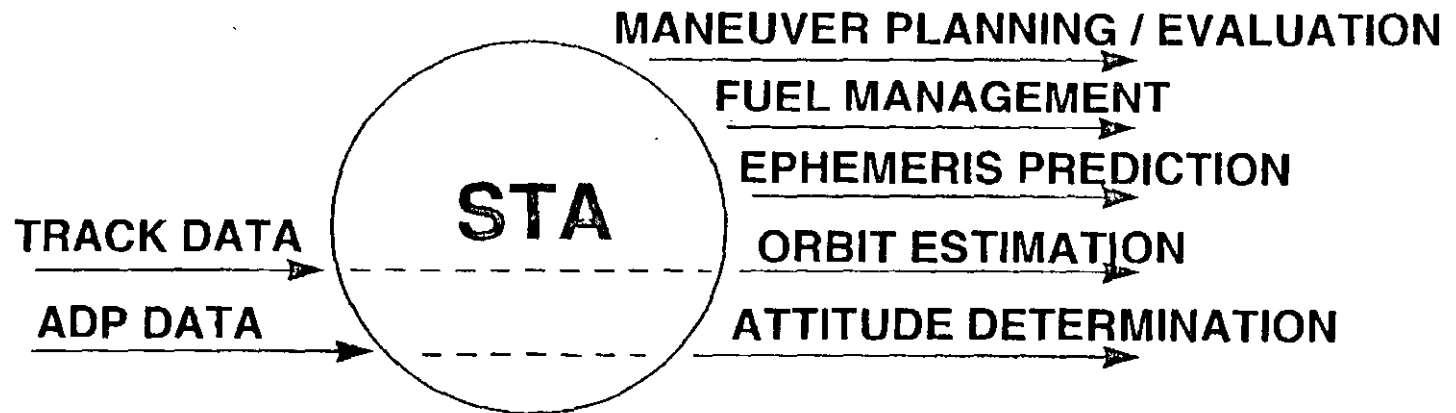 MANEUVER PLANNING / EVALUATION
FUEL MANAGEMENT
EPHEMERIS PREDICTION
STA
TRACK DATA
ORBIT ESTIMATION
ADP DATA
ATTITUDE DETERMINATION